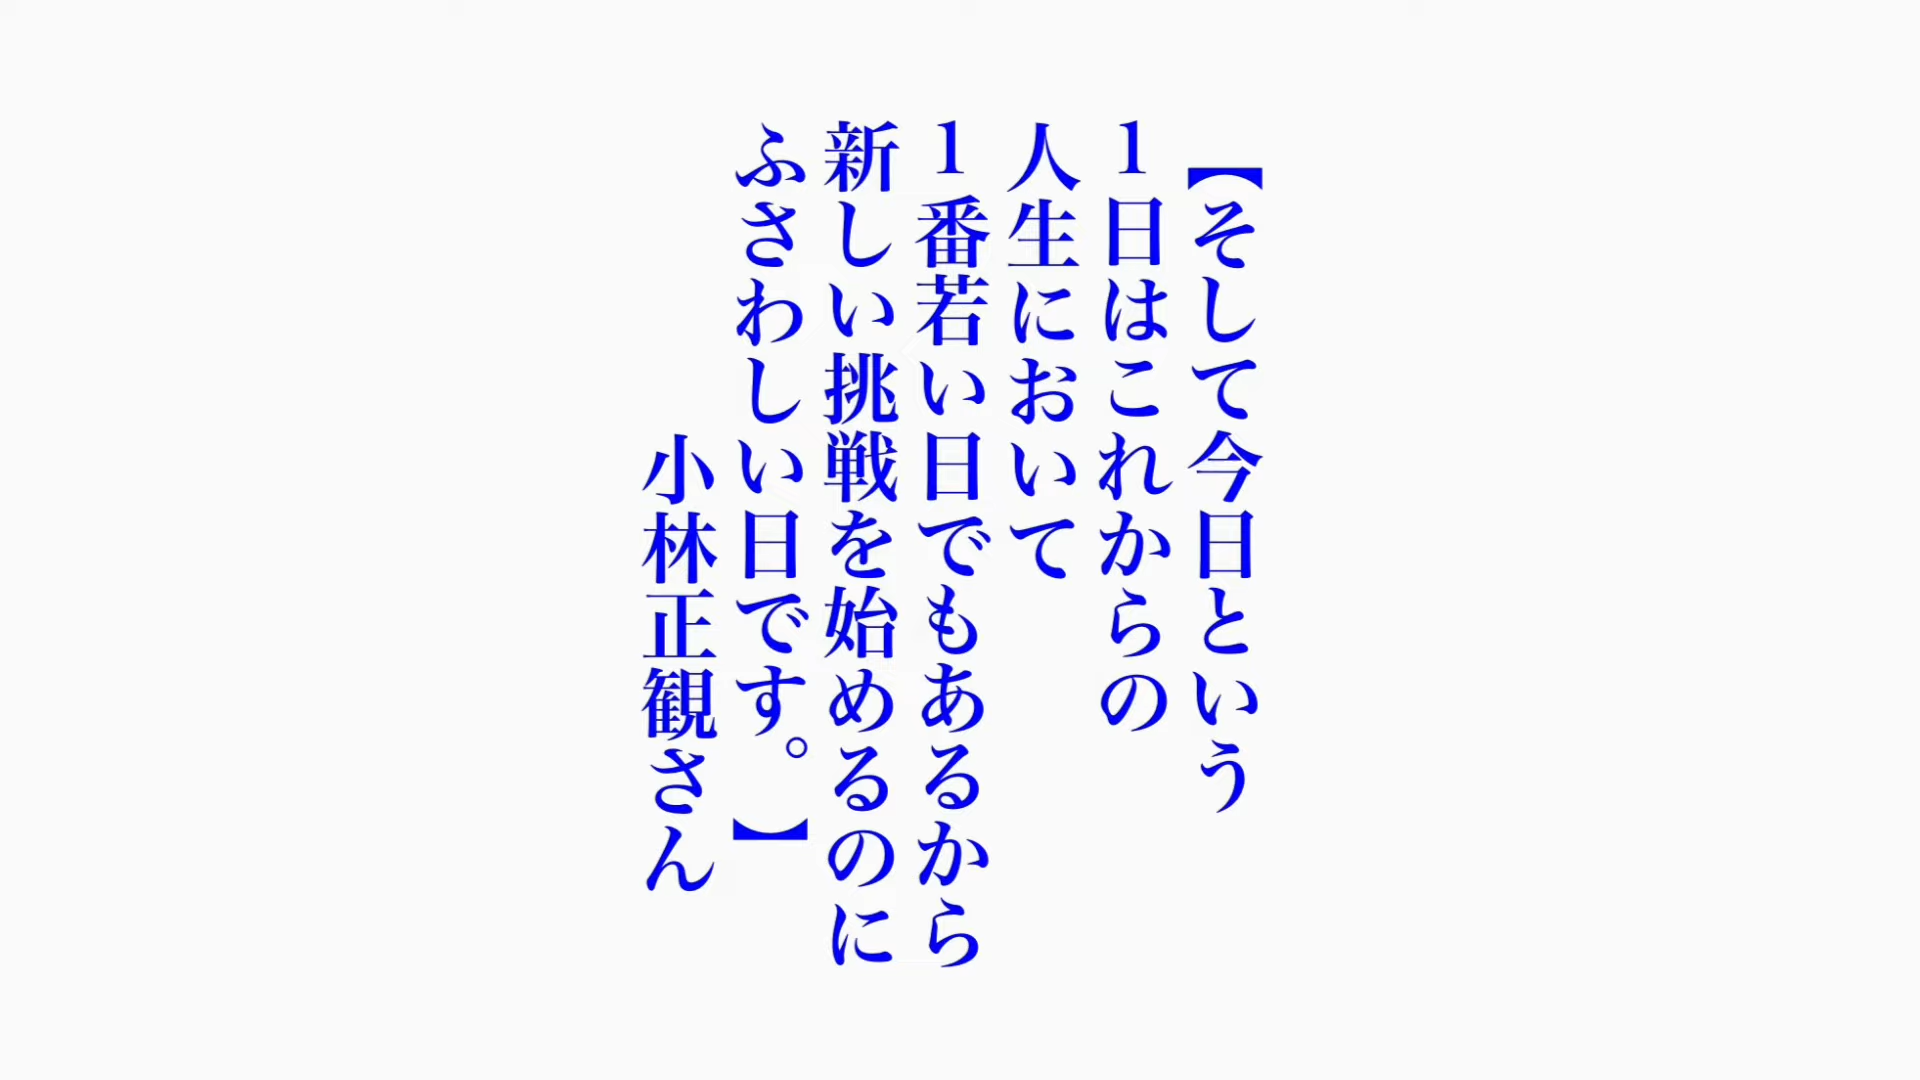 【そして今日という
1日はこれからの
人生において
1番若い日でもあるから
新しい挑戦を始めるのに
ふさわしい日です。】
小林正観さん